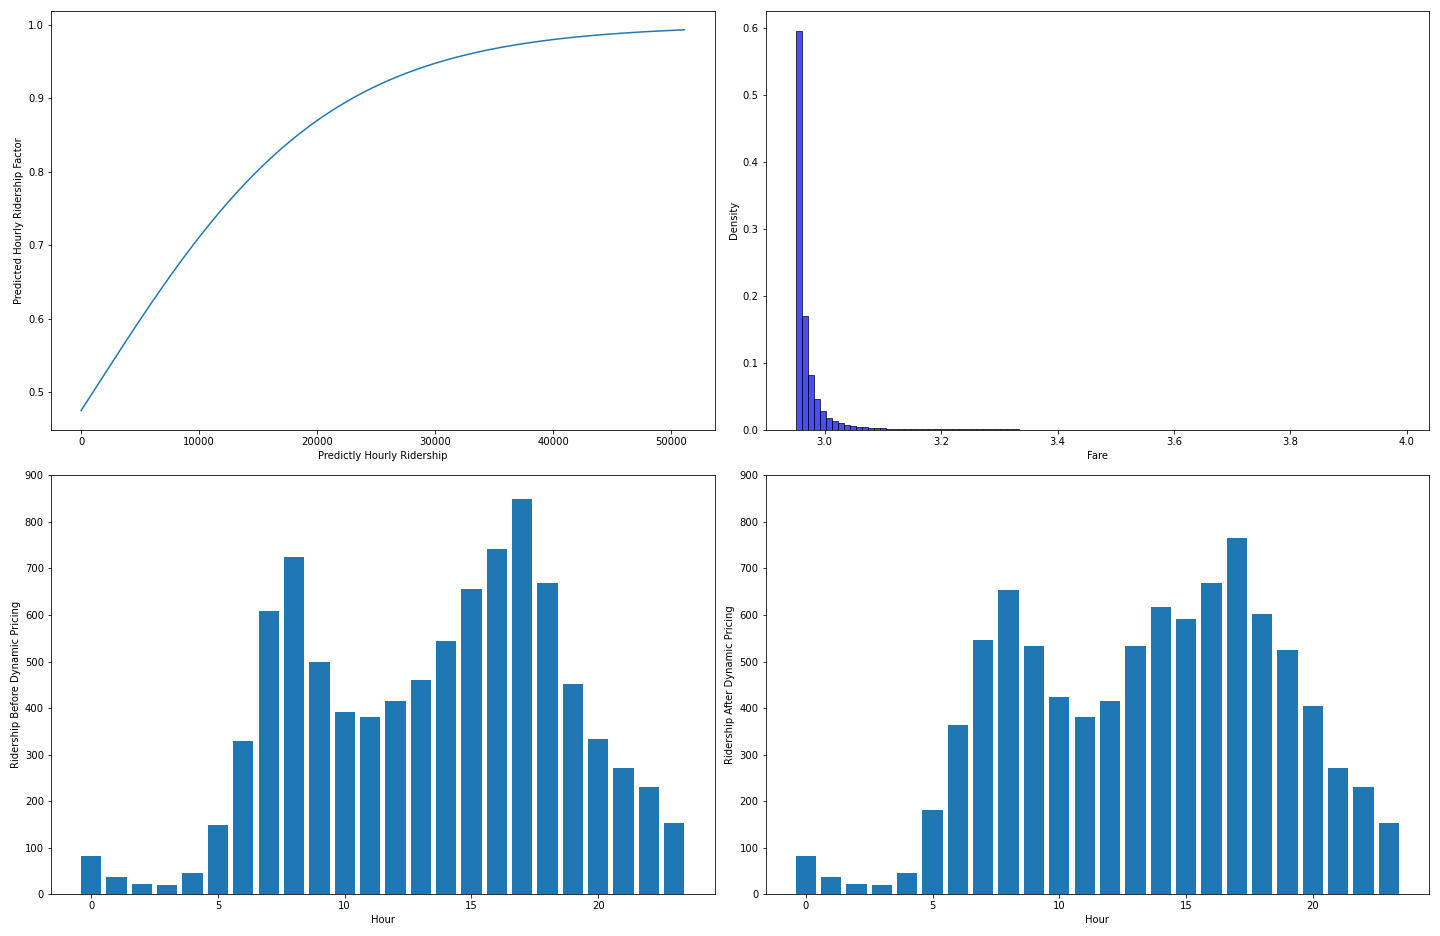 1.0
0.9
0.8
0.7
0.6
0.5
Predicted Hourly Ridership Factor
0 10000 20000 30000 40000 50000
Predictly Hourly Ridership
0.6
0.5
0.4
0.3
0.2
0.1
0.0
Density
3.0 3.2 3.4 3.6 3.8 4.0
Fare
900
800
700
600
500
400
300
200
100
0
Ridership Before Dynamic Pricing
0 5 10 15 20
Hour
900
800
700
600
500
400
300
200
100
0
Ridership After Dynamic Pricing
0 5 10 15 20
Hour